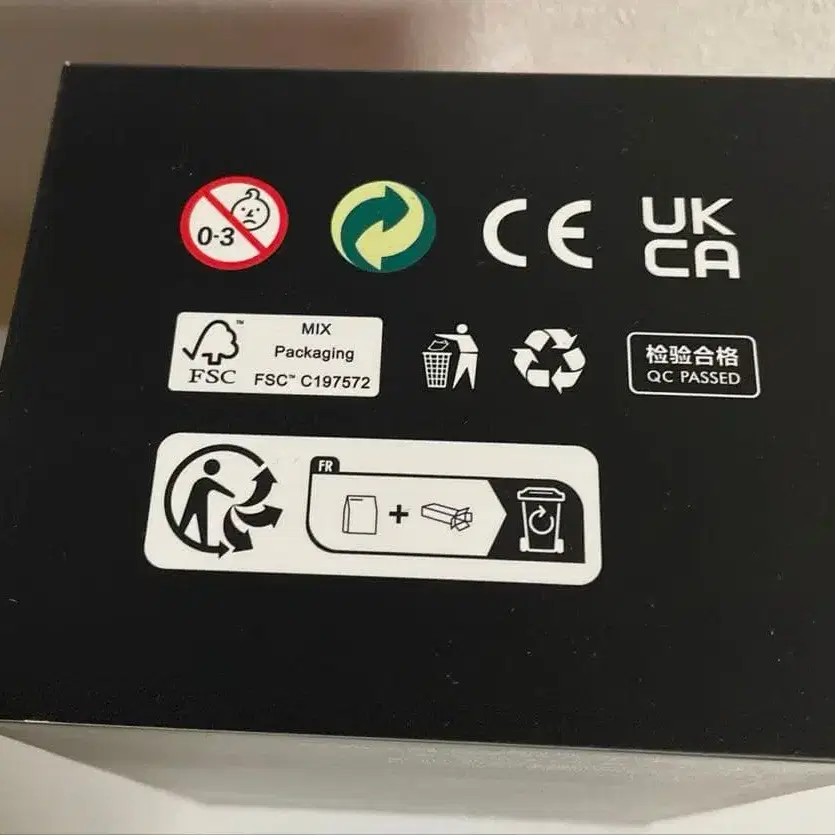 0-3
CE
UK
CA
FSC
MIX
Packaging
FSC™ C197572
检验合格
QC PASSED
FR